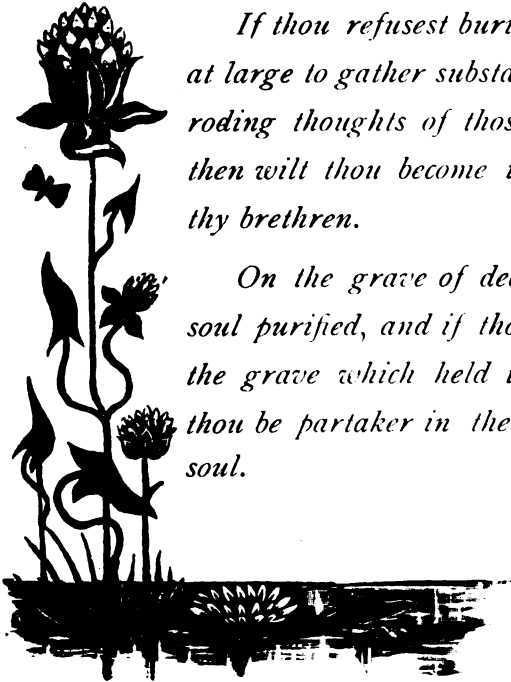 If thou refusest
at large to gather
roding thoughts of
then wilt thou become
thy brethren.
On the grave of
soul purified, and if
the grave which held
thou be partaker in the
soul.